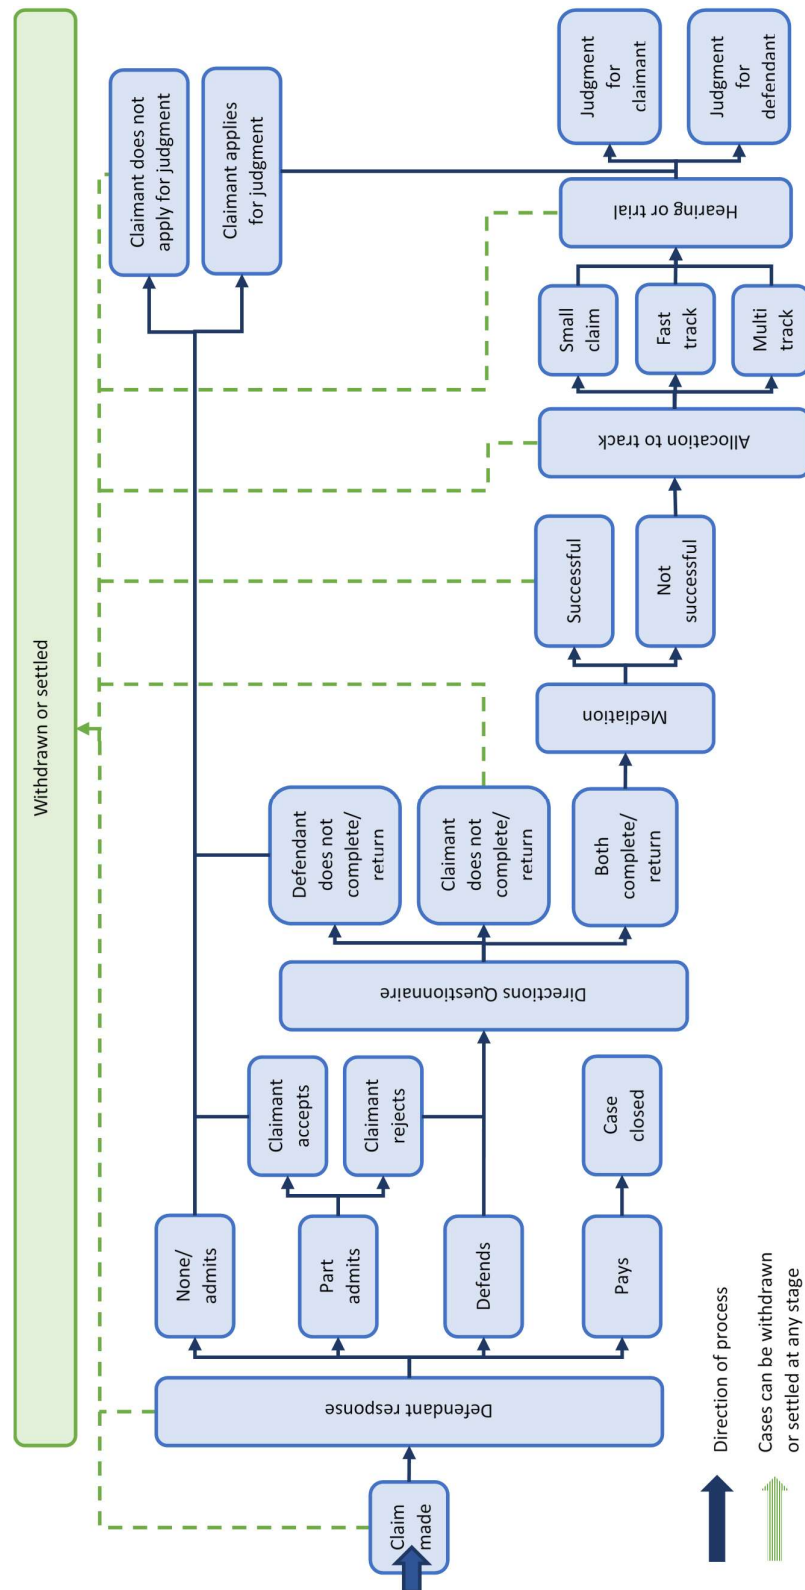 Withdrawn or settled
Claim
made
Defendant response
None/
admits
Part
admits
Defends
Pays
Claimant
accepts
Claimant
rejects
Case
closed
Directions Questionnaire
Defendant
does not
complete/
return
Claimant
does not
complete/
return
Both
complete/
return
Mediation
Successful
Not
successful
Allocation to track
Small
claim
Fast
track
Multi
track
Hearing or trial
Claimant does not
apply for judgment
Claimant applies
for judgment
Judgment
for
claimant
Judgment
for
defendant
Direction of process
Cases can be withdrawn
or settled at any stage